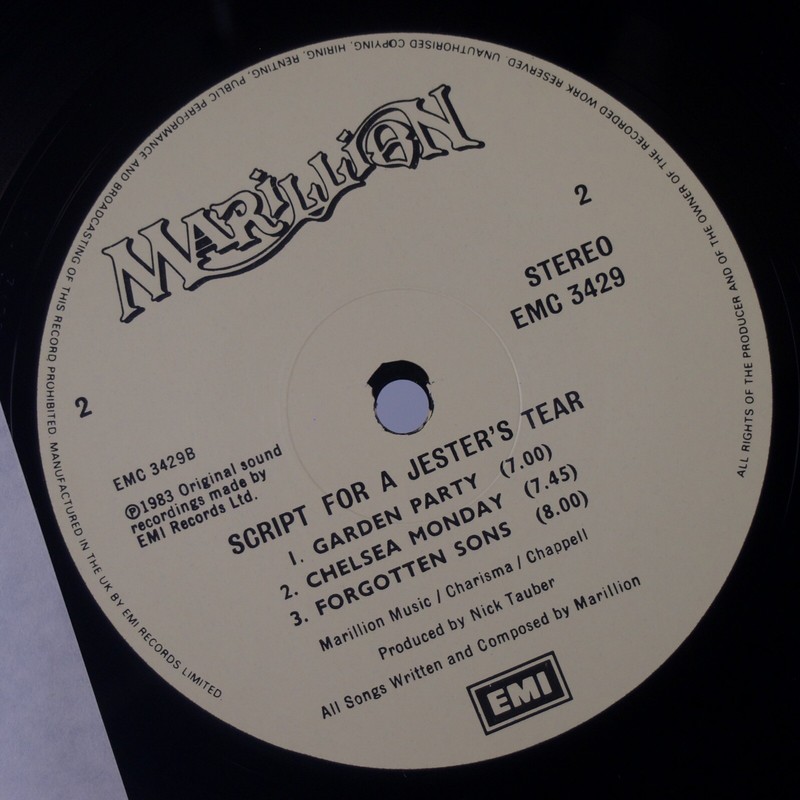 MARILLION
2
STEREO
EMC 3429
2
EMC 3429B
Ⓟ1983 Original sound
recordings made by
EMI Records Ltd.
SCRIPT FOR A JESTER'S TEAR
1. GARDEN PARTY (7.00)
2. CHELSEA MONDAY (7.45)
3. FORGOTTEN SONS (8.00)
Marillion Music / Charisma / Chappell
Produced by Nick Tauber
All Songs Written and Composed by Marillion
EMI
ALL RIGHTS OF THE PRODUCER AND OF THE OWNER OF THE RECORDED WORK RESERVED. UNAUTHORISED COPYING, HIRING, RENTING, PUBLIC PERFORMANCE AND BROADCASTING OF THIS RECORD PROHIBITED. MANUFACTURED IN THE UK BY EMI RECORDS LIMITED